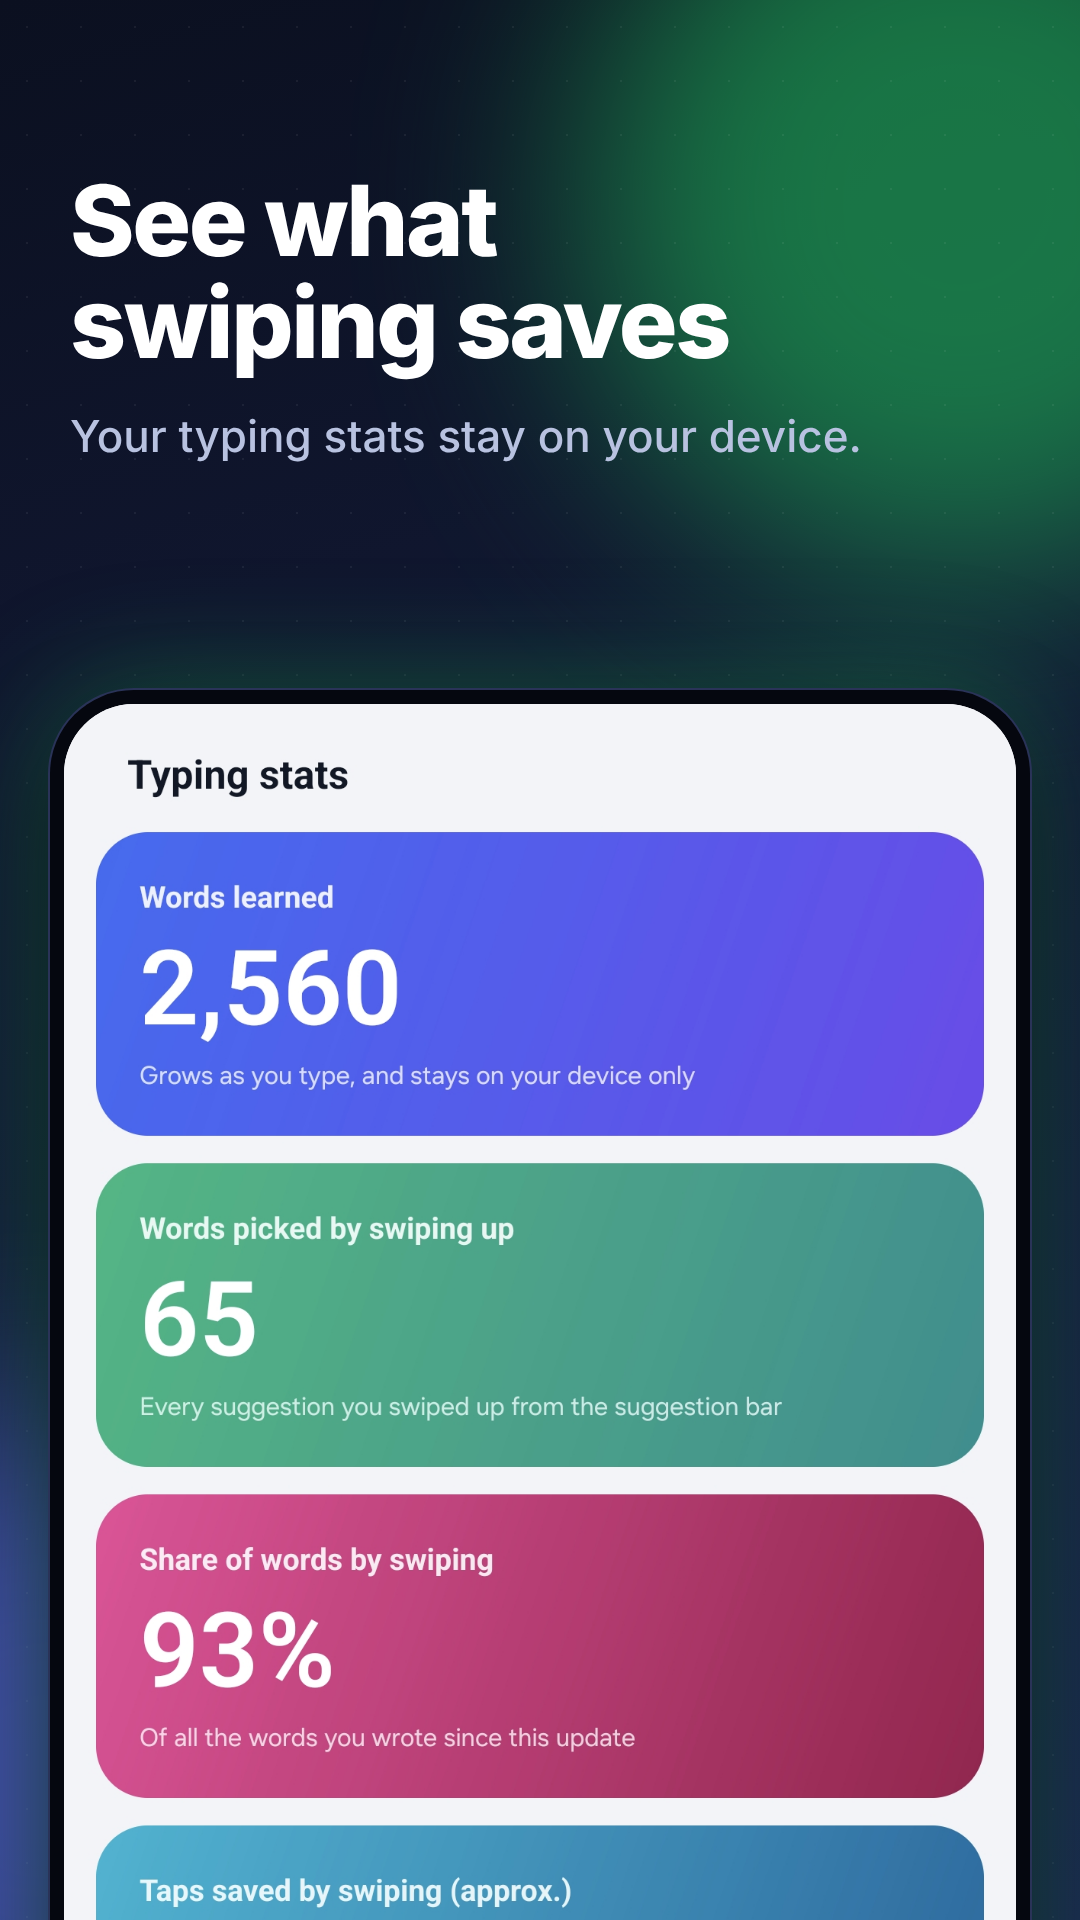 See what
swiping saves
Your typing stats stay on your device.
Typing stats
Words learned
2,560
Grows as you type, and stays on your device only
Words picked by swiping up
65
Every suggestion you swiped up from the suggestion bar
Share of words by swiping
93%
Of all the words you wrote since this update
Taps saved by swiping (approx.)